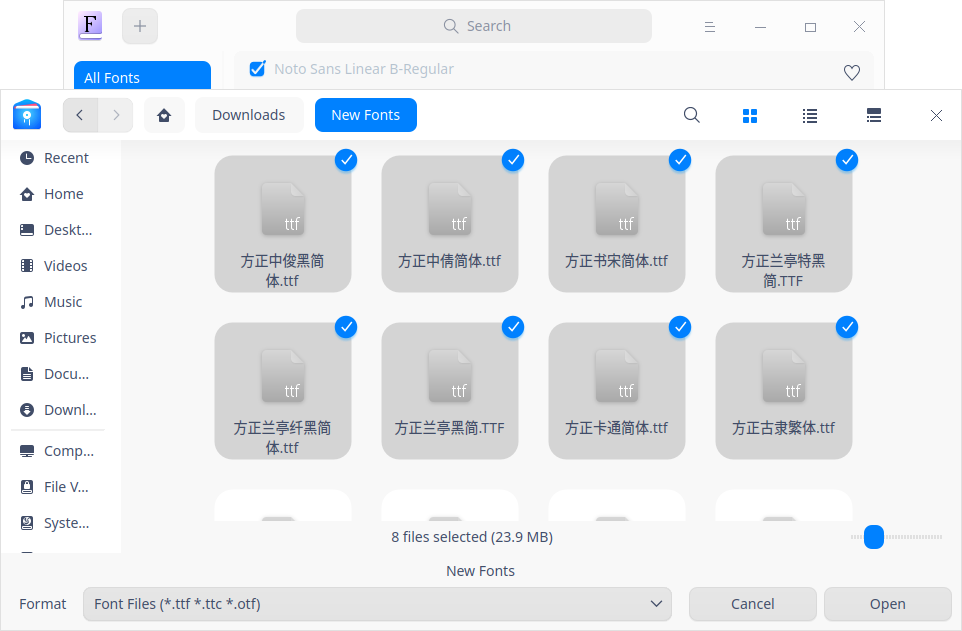 F
Search
All Fonts
Noto Sans Linear B-Regular
Downloads
New Fonts
Recent
Home
Deskt...
Videos
Music
Pictures
Docu...
Downl...
Comp...
File V...
Syste...
ttf
ttf
ttf
ttf
方正中俊黑简
体.ttf
方正中倩简体.ttf
方正书宋简体.ttf
方正兰亭特黑
简.TTF
ttf
ttf
ttf
ttf
方正兰亭纤黑简
体.ttf
方正兰亭黑简.TTF
方正卡通简体.ttf
方正古隶繁体.ttf
8 files selected (23.9 MB)
New Fonts
Format
Font Files (*.ttf *.ttc *.otf)
Cancel
Open